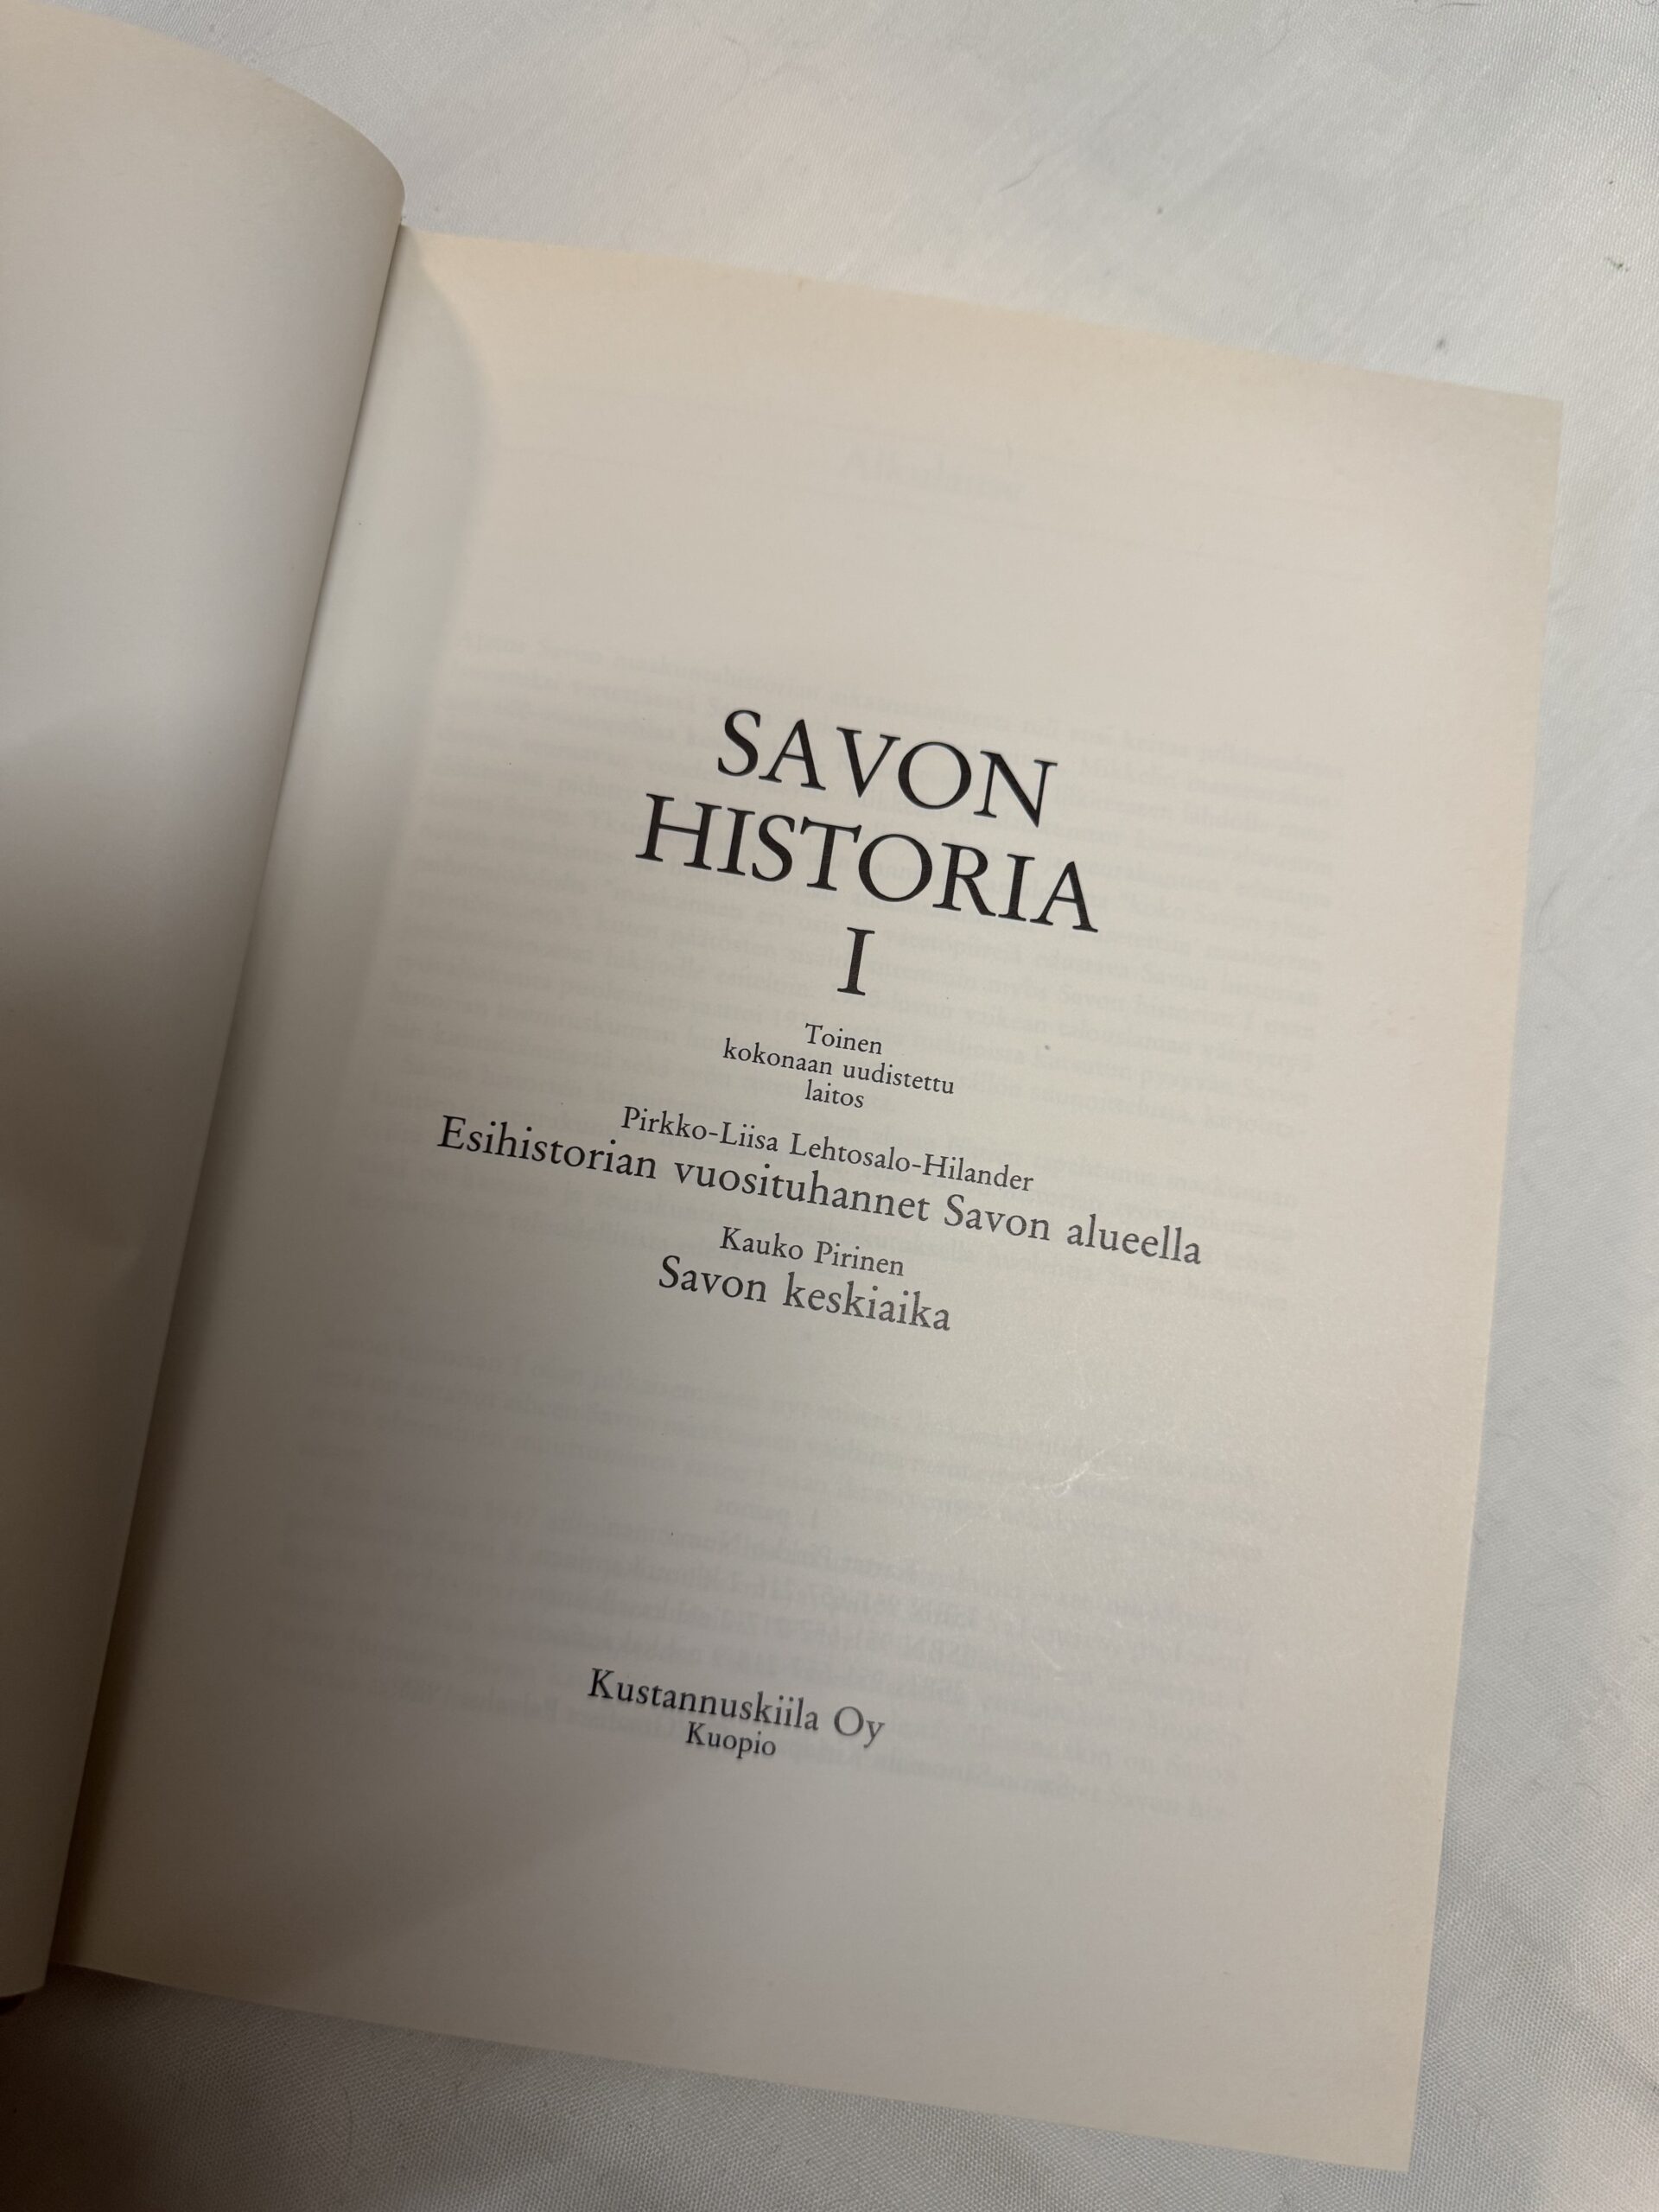 SAVON
HISTORIA
I
Toinen
kokonaan uudistettu
laitos
Pirkko-Liisa Lehtosalo-Hilander
Esihistorian vuosituhannet Savon alueella
Kauko Pirinen
Savon keskiaika
Kustannuskiila Oy
Kuopio